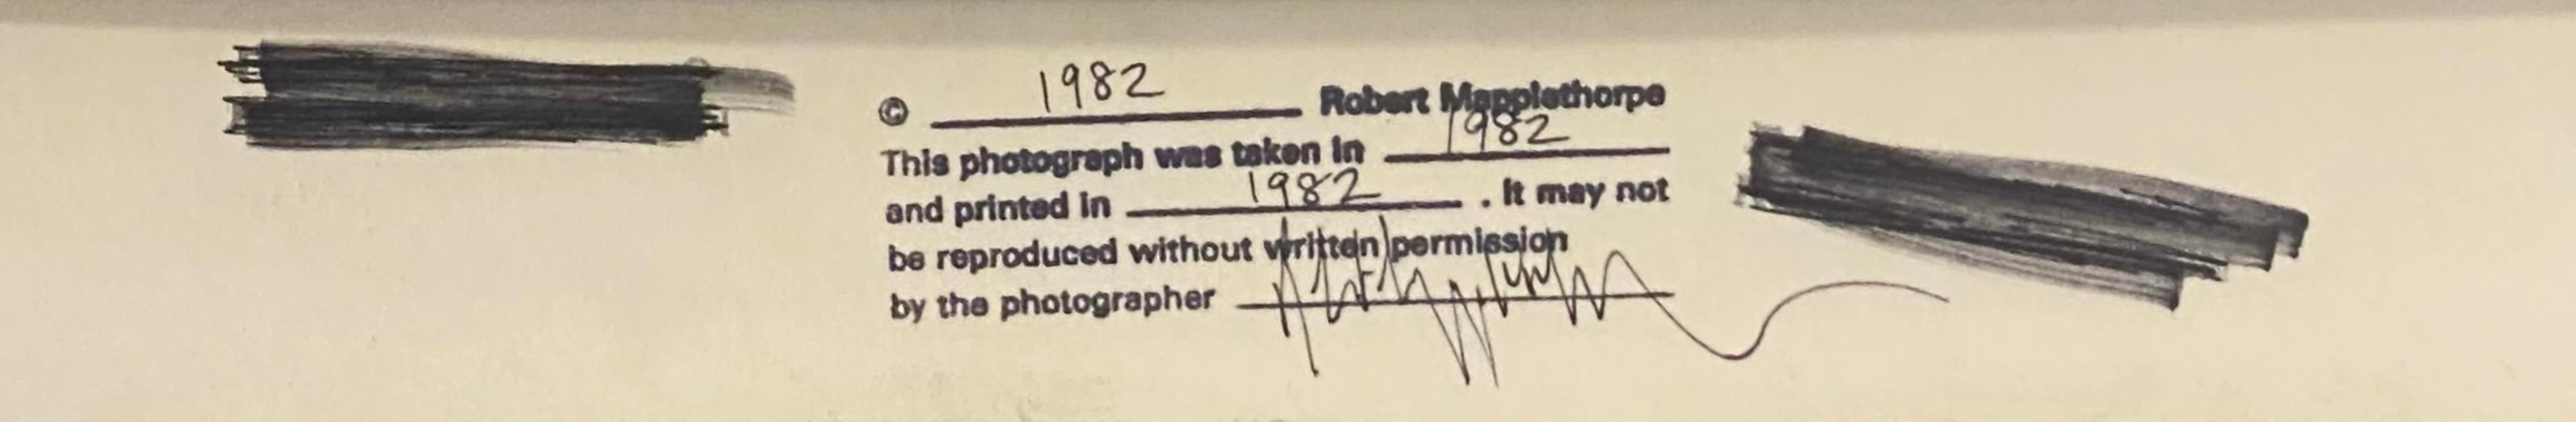 © 1982 Robert Mapplethorpe
This photograph was taken in 1982
and printed in 1982 . It may not
be reproduced without written permission
by the photographer